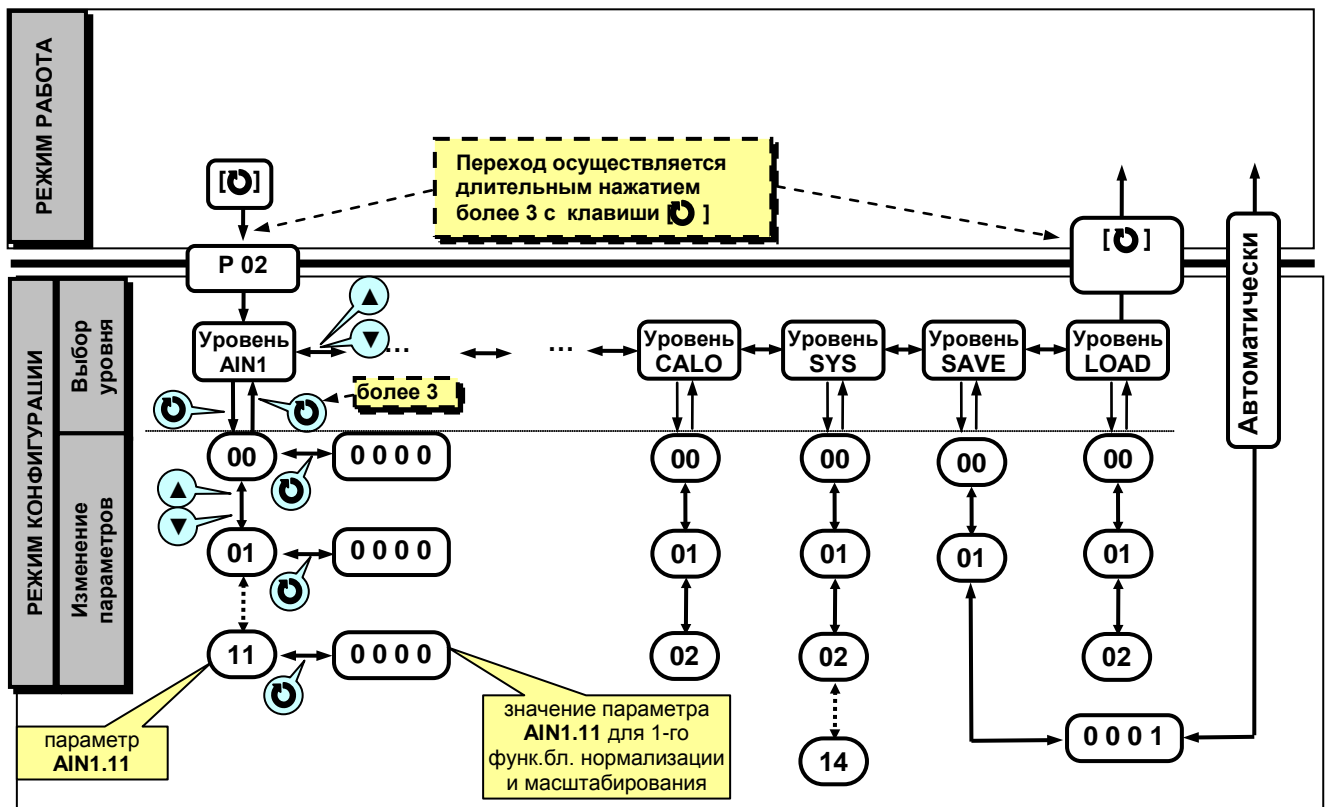 РЕЖИМ РАБОТА
Переход осуществляется
длительным нажатием
более 3 с клавиши [↻ ]
[↻]
[↻]
P 02
Автоматически
РЕЖИМ КОНФИГУРАЦИИ
Выбор
уровня
Изменение
параметров
▲
▼
Уровень
AIN1
...
...
Уровень
CALO
Уровень
SYS
Уровень
SAVE
Уровень
LOAD
более 3
↻
↻
00
0 0 0 0
↻
00
00
00
00
▲
▼
01
0 0 0 0
↻
01
01
01
01
11
0 0 0 0
↻
02
02
02
параметр
AIN1.11
значение параметра
AIN1.11 для 1-го
функ.бл. нормализации
и масштабирования
14
0 0 0 1